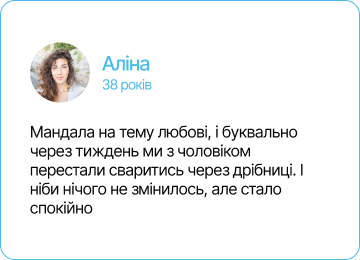 Аліна
38 років
Мандала на тему любові, і буквально
через тиждень ми з чоловіком
перестали сваритись через дрібниці. І
ніби нічого не змінилось, але стало
спокійно